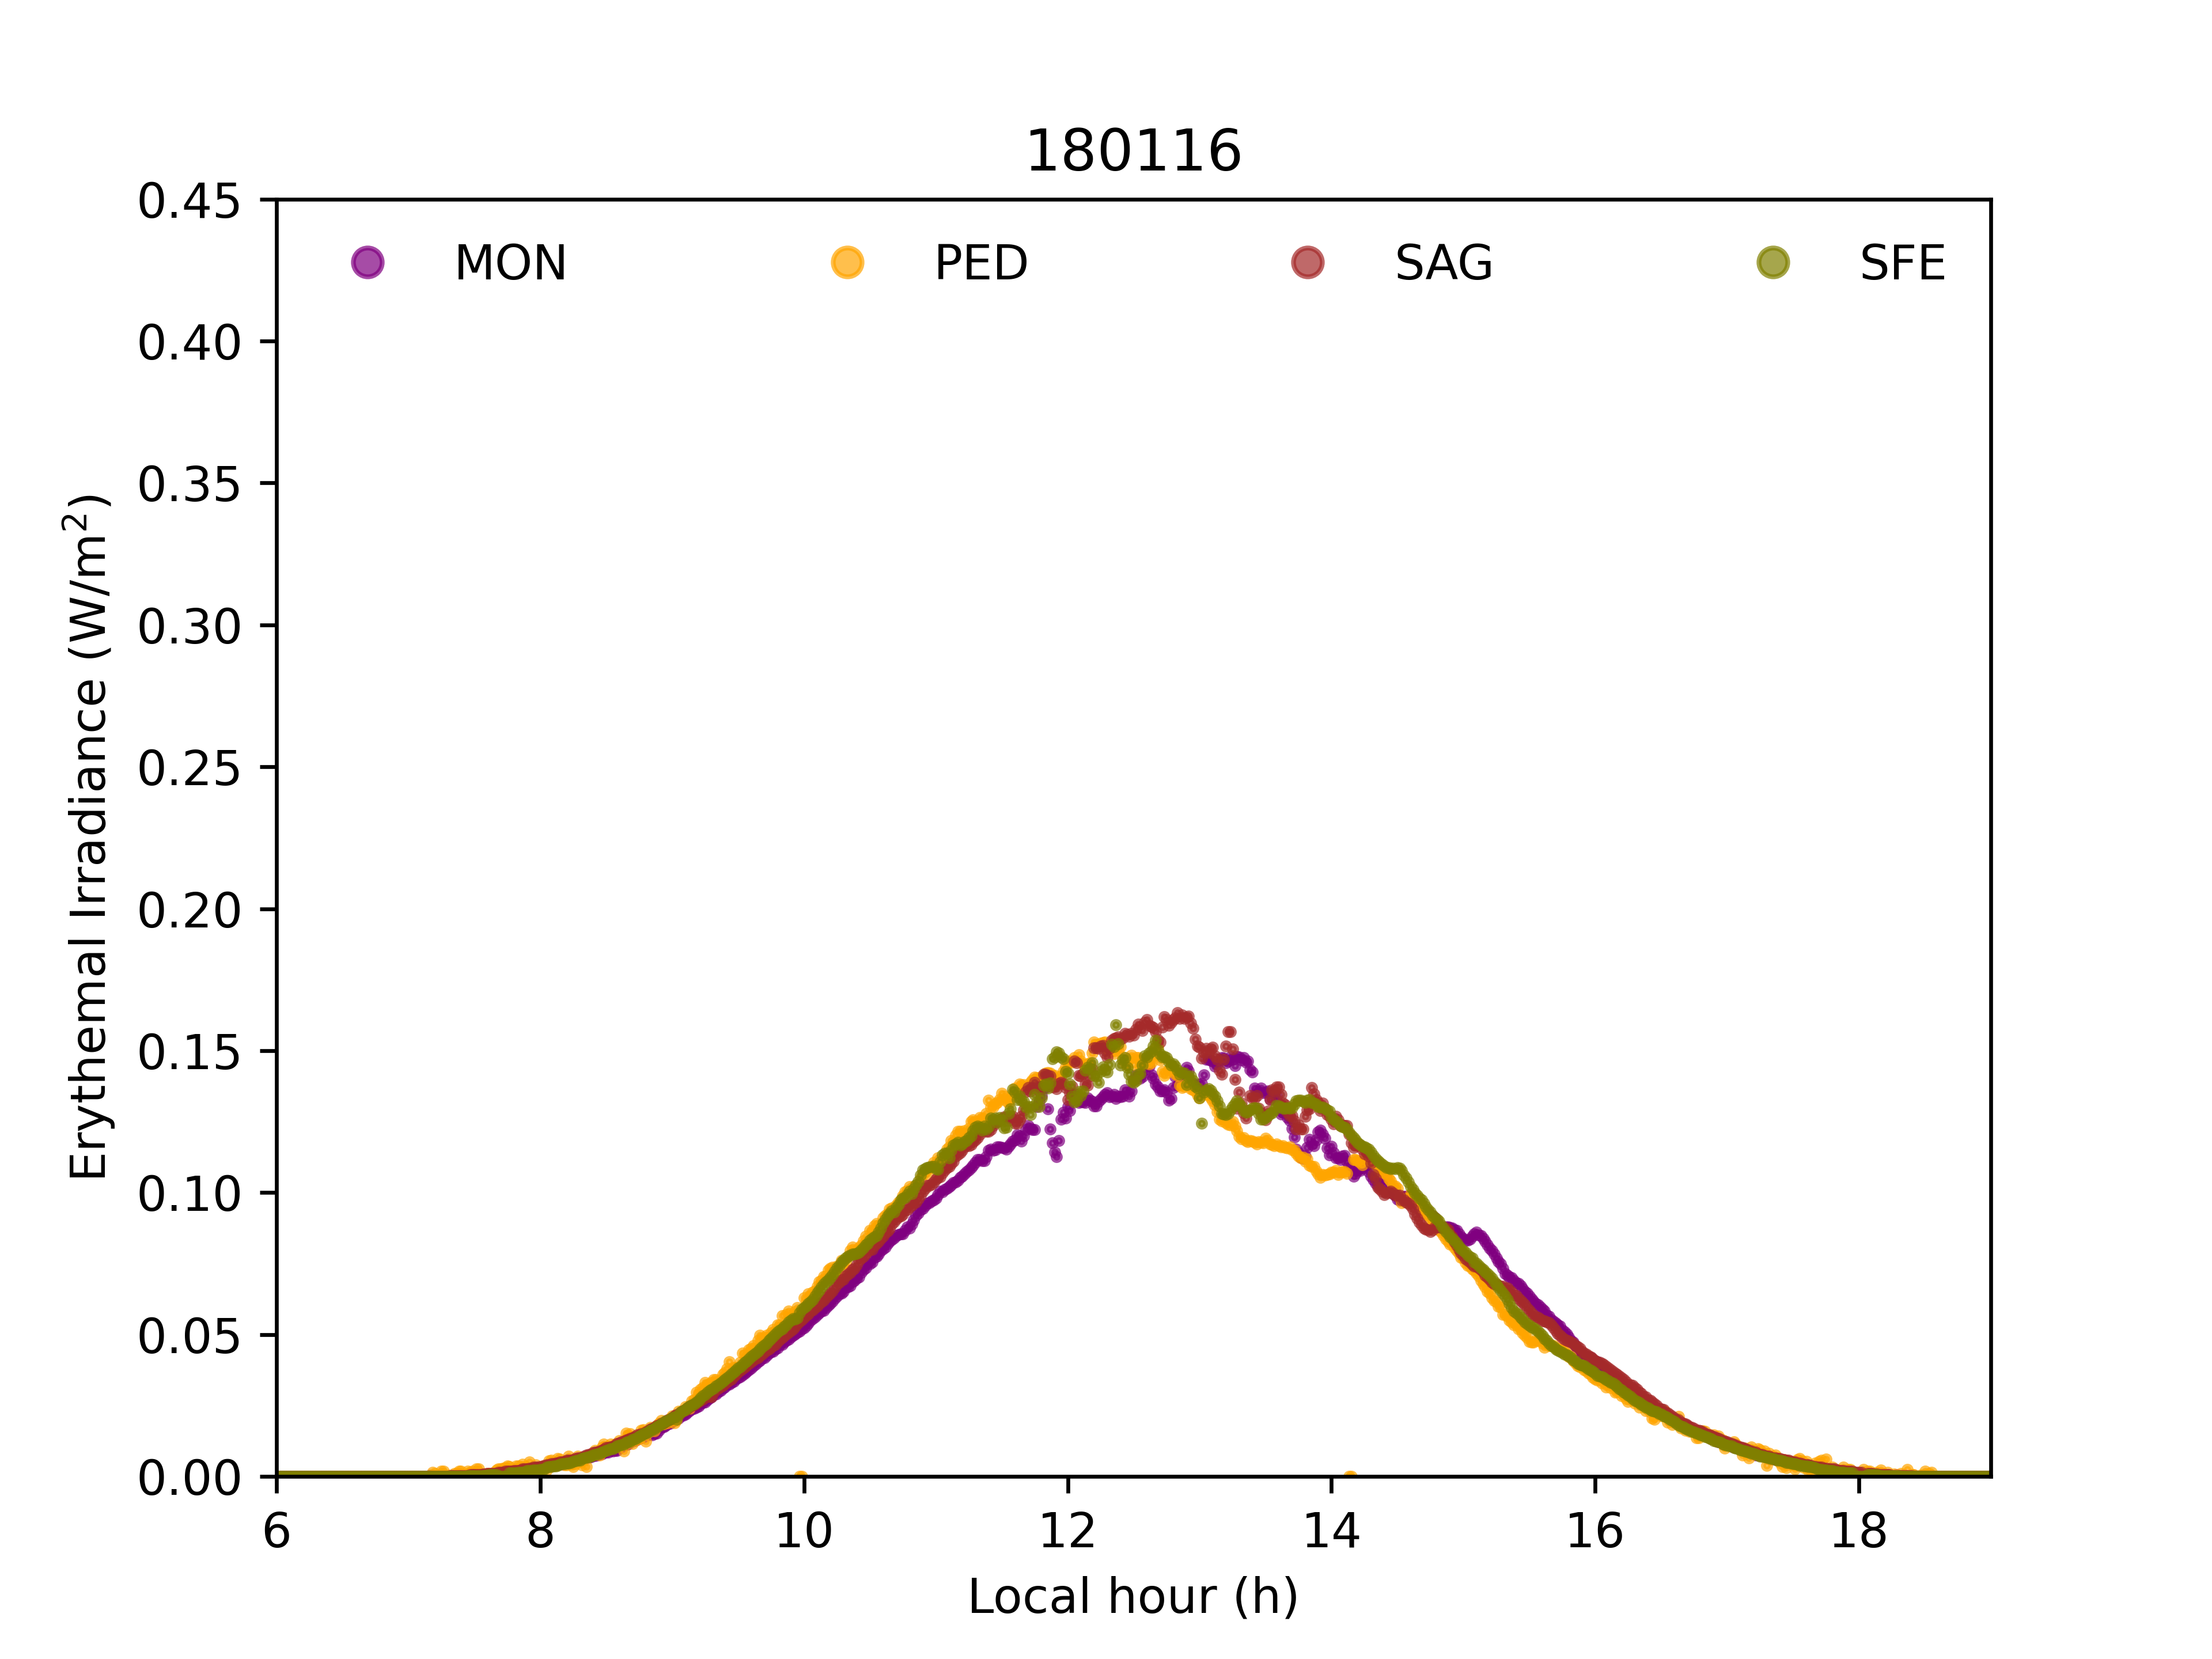 180116
MON PED SAG SFE
0.45
0.40
0.35
0.30
0.25
0.20
0.15
0.10
0.05
0.00
Erythemal Irradiance (W/m²)
6 8 10 12 14 16 18
Local hour (h)